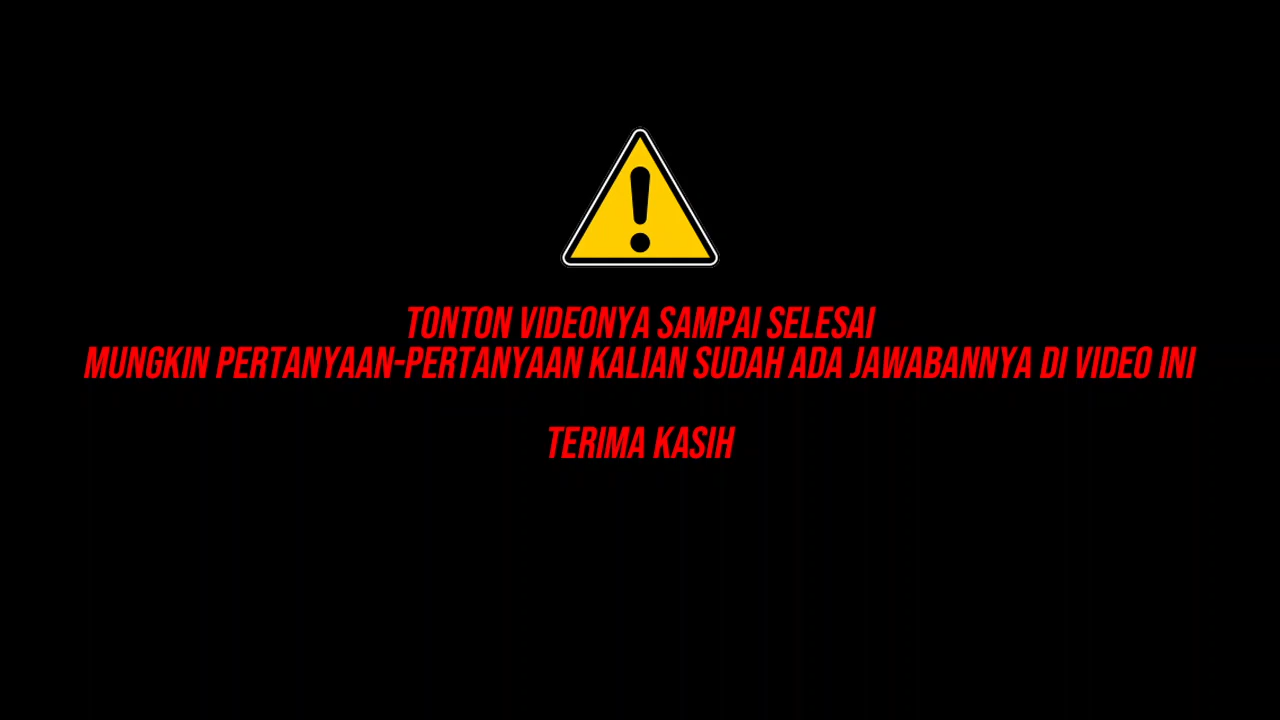 TONTON VIDEONYA SAMPAI SELESAI
MUNGKIN PERTANYAAN-PERTANYAAN KALIAN SUDAH ADA JAWABANNYA DI VIDEO INI
TERIMA KASIH